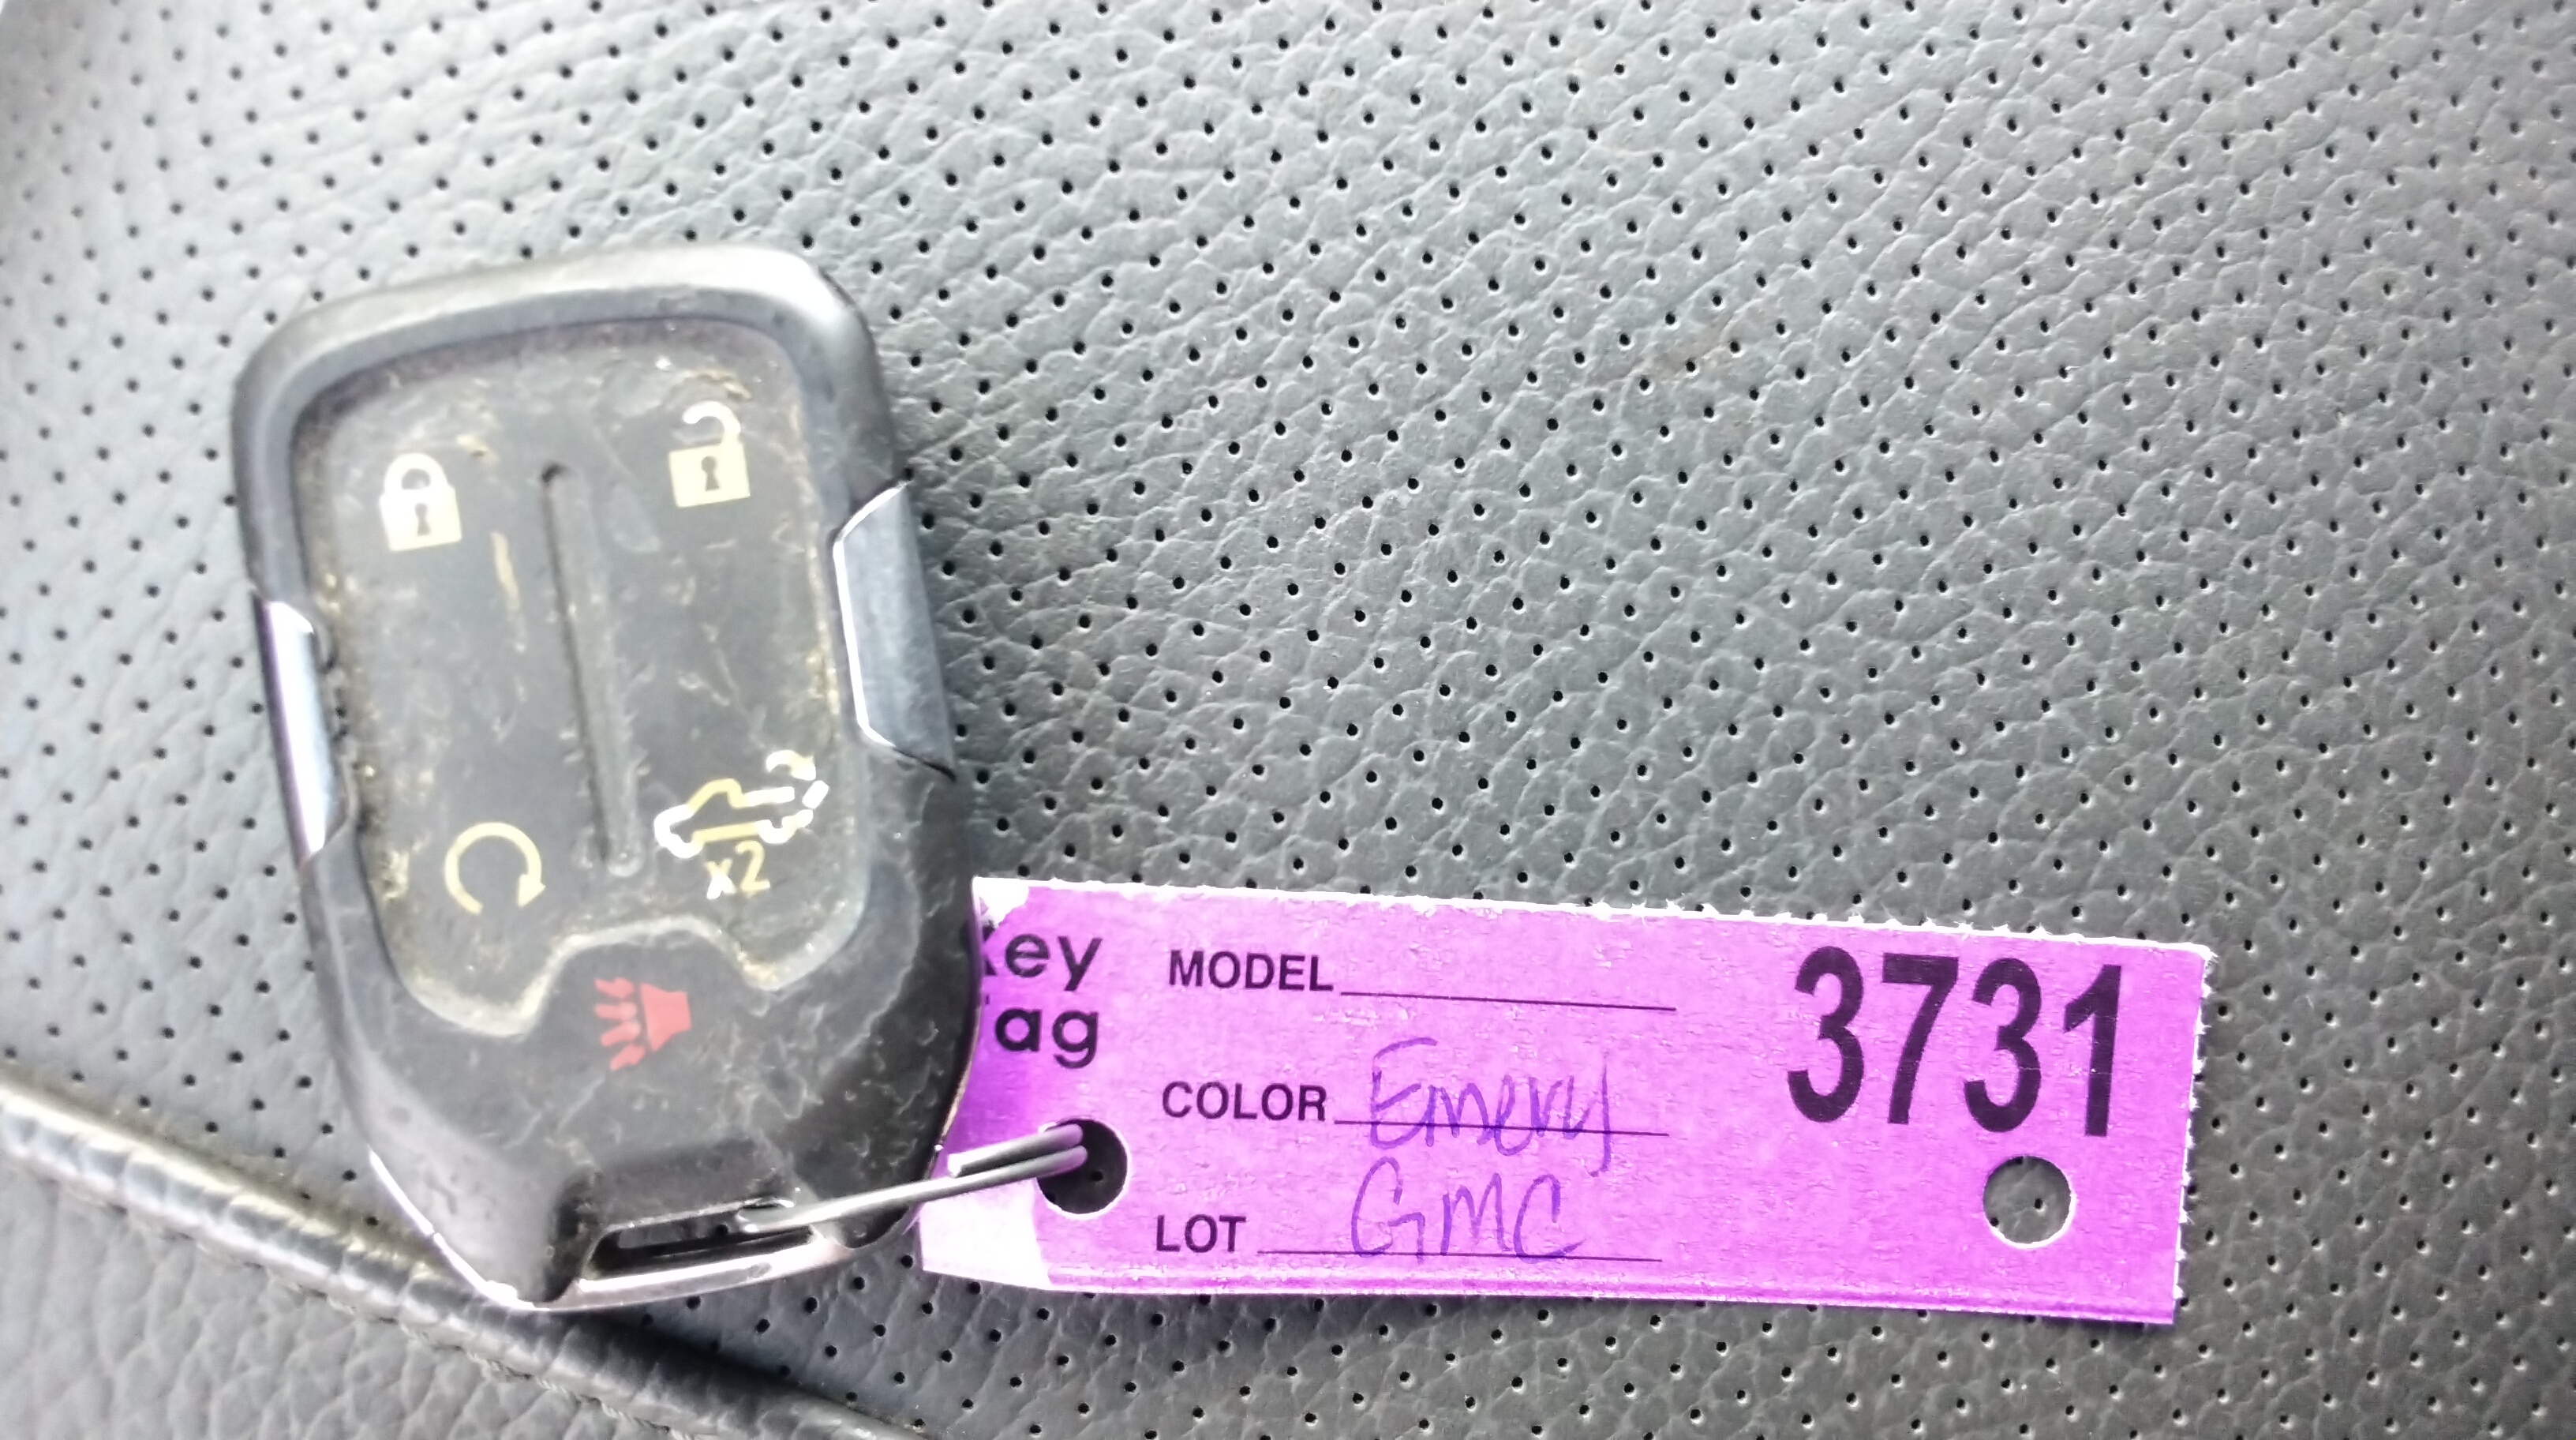 x2
Key
Tag
MODEL
3731
COLOR Emery
LOT GMC